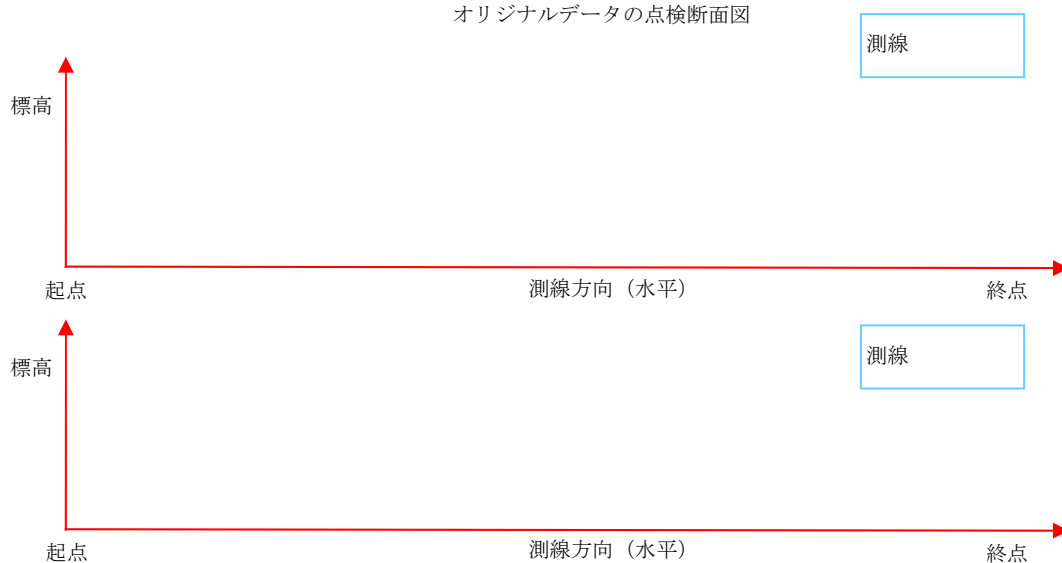 オリジナルデータの点検断面図
測線
標高
起点
測線方向（水平）
終点
測線
標高
起点
測線方向（水平）
終点